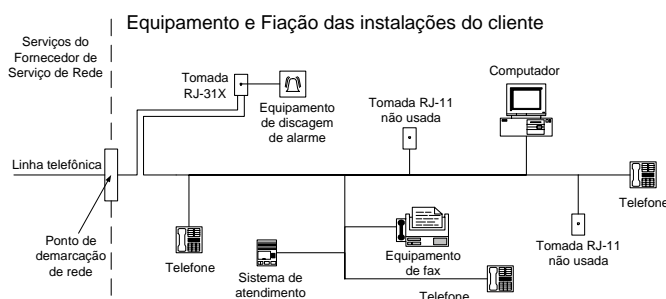 Equipamento e Fiação das instalações do cliente
Serviços do
Fornecedor de
Serviço de Rede
Tomada
RJ-31X
Equipamento
de discagem
de alarme
Tomada RJ-11
não usada
Computador
Linha telefônica
Ponto de
demarcação
de rede
Telefone
Sistema de
atendimento
Equipamento
de fax
Telefone
Tomada RJ-11
não usada
Telefone